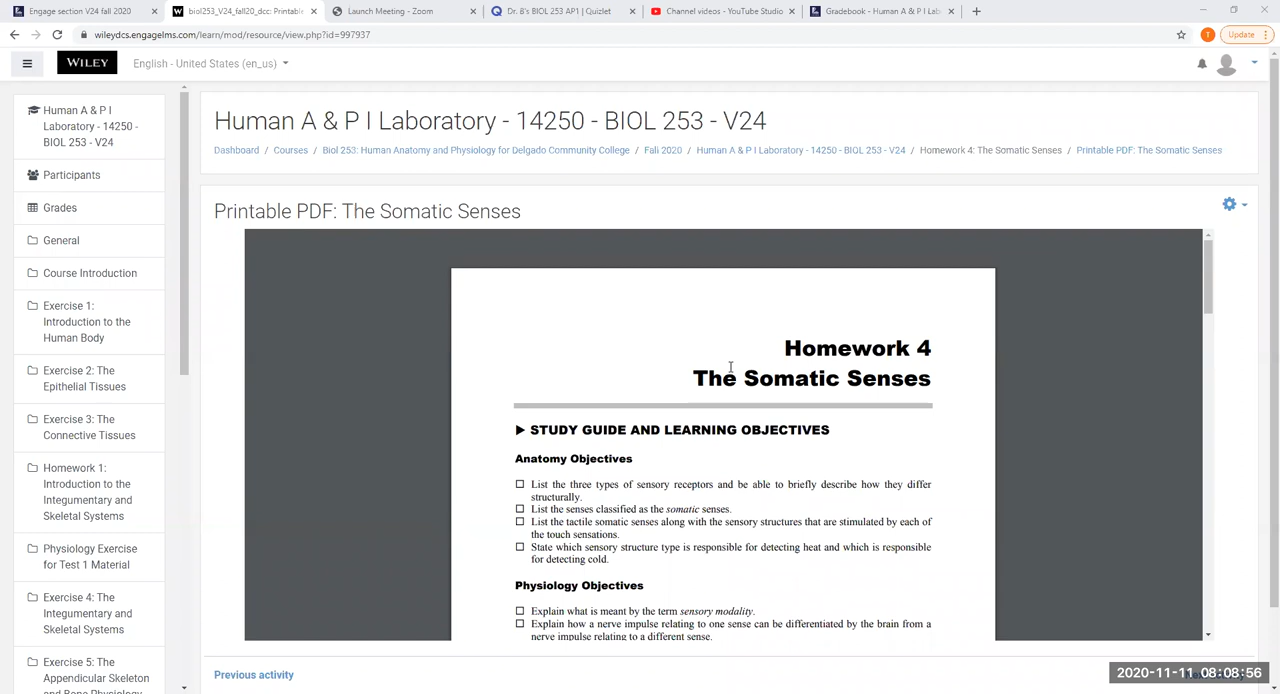 Engage section V24 fall 2020
biol253_V24_fall20_dcc: Printable
Launch Meeting - Zoom
Dr. B's BIOL 253 AP1 | Quizlet
Channel videos - YouTube Studio
Gradebook - Human A & P I Lab
wileydcs.engagelms.com/learn/mod/resource/view.php?id=997937
T
Update
WILEY
English - United States (en_us)
Human A & P I
Laboratory - 14250 -
BIOL 253 - V24
Participants
Grades
General
Course Introduction
Exercise 1:
Introduction to the
Human Body
Exercise 2: The
Epithelial Tissues
Exercise 3: The
Connective Tissues
Homework 1:
Introduction to the
Integumentary and
Skeletal Systems
Physiology Exercise
for Test 1 Material
Exercise 4: The
Integumentary and
Skeletal Systems
Exercise 5: The
Appendicular Skeleton
and Bone Physiology
Human A & P I Laboratory - 14250 - BIOL 253 - V24
Dashboard / Courses / Biol 253: Human Anatomy and Physiology for Delgado Community College / Fall 2020 / Human A & P I Laboratory - 14250 - BIOL 253 - V24 / Homework 4: The Somatic Senses / Printable PDF: The Somatic Senses
Printable PDF: The Somatic Senses
Homework 4
The Somatic Senses
STUDY GUIDE AND LEARNING OBJECTIVES
Anatomy Objectives
List the three types of sensory receptors and be able to briefly describe how they differ
structurally.
List the senses classified as the somatic senses.
List the tactile somatic senses along with the sensory structures that are stimulated by each of
the touch sensations.
State which sensory structure type is responsible for detecting heat and which is responsible
for detecting cold.
Physiology Objectives
Explain what is meant by the term sensory modality.
Explain how a nerve impulse relating to one sense can be differentiated by the brain from a
nerve impulse relating to a different sense.
Previous activity
2020-11-11 08:08:56